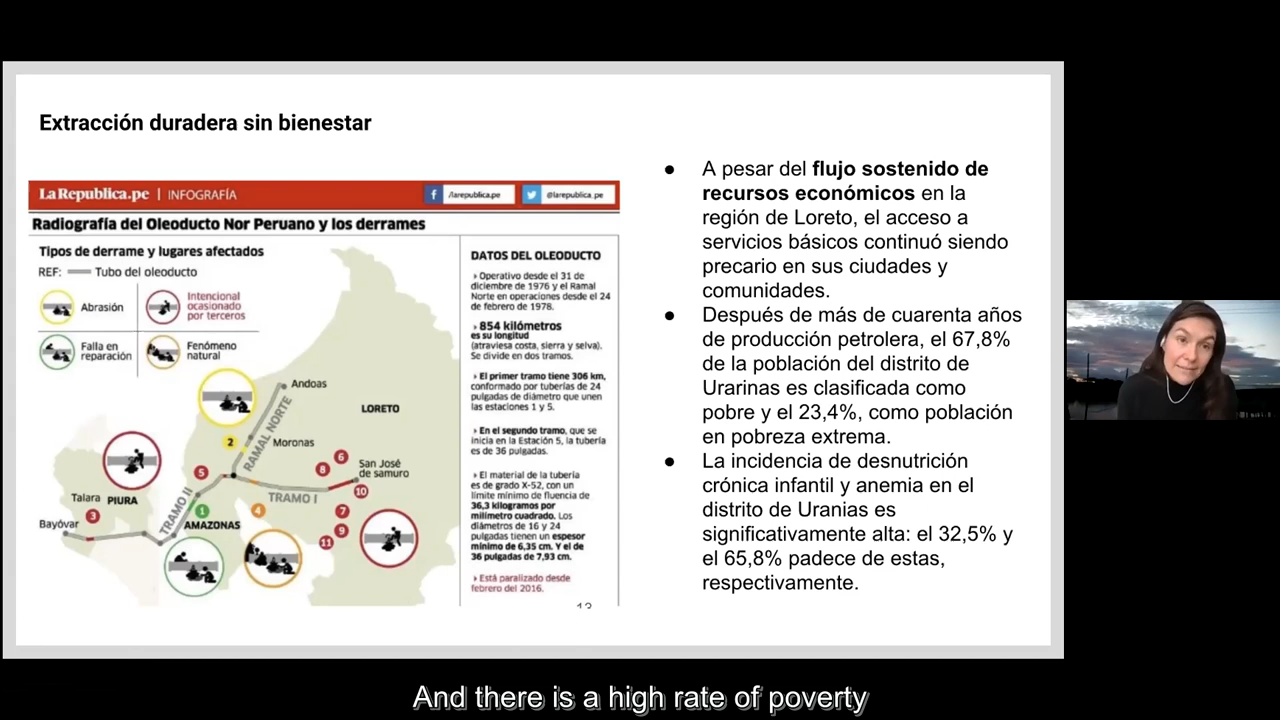 Extracción duradera sin bienestar
LaRepublica.pe | INFOGRAFÍA
/larepublica.pe
@larepublica_pe
Radiografía del Oleoducto Nor Peruano y los derrames
Tipos de derrame y lugares afectados
REF: Tubo del oleoducto
Abrasión
Intencional
ocasionado
por terceros
Falla en
reparación
Fenómeno
natural
Andoas
LORETO
RAMAL NORTE
2
Moronas
6
8
5
San José
de samuro
10
TRAMO I
Talara
PIURA
3
TRAMO II
1
4
7
Bayóvar
AMAZONAS
9
11
DATOS DEL OLEODUCTO
› Operativo desde el 31 de
diciembre de 1976 y el Ramal
Norte en operaciones desde el 24
de febrero de 1978.
› 854 kilómetros
es su longitud
(atraviesa costa, sierra y selva).
Se divide en dos tramos.
› El primer tramo tiene 306 km,
conformado por tuberías de 24
pulgadas de diámetro que unen
las estaciones 1 y 5.
› En el segundo tramo, que se
inicia en la Estación 5, la tubería
es de 36 pulgadas.
› El material de la tubería
es de grado X-52, con un
límite mínimo de fluencia de
36,3 kilogramos por
milímetro cuadrado. Los
diámetros de 16 y 24
pulgadas tienen un espesor
mínimo de 6,35 cm. Y el de
36 pulgadas de 7,93 cm.
› Está paralizado desde
febrero del 2016.
● A pesar del flujo sostenido de
recursos económicos en la
región de Loreto, el acceso a
servicios básicos continuó siendo
precario en sus ciudades y
comunidades.
● Después de más de cuarenta años
de producción petrolera, el 67,8%
de la población del distrito de
Urarinas es clasificada como
pobre y el 23,4%, como población
en pobreza extrema.
● La incidencia de desnutrición
crónica infantil y anemia en el
distrito de Uranias es
significativamente alta: el 32,5% y
el 65,8% padece de estas,
respectivamente.
And there is a high rate of poverty